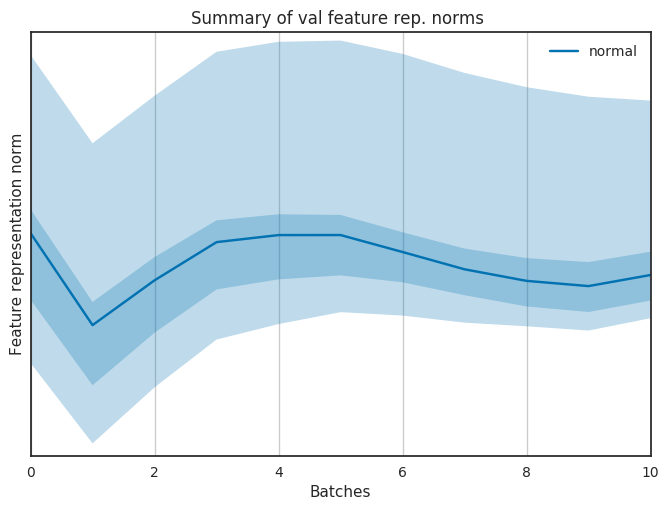 Summary of val feature rep. norms
normal
Feature representation norm
0 2 4 6 8 10
Batches